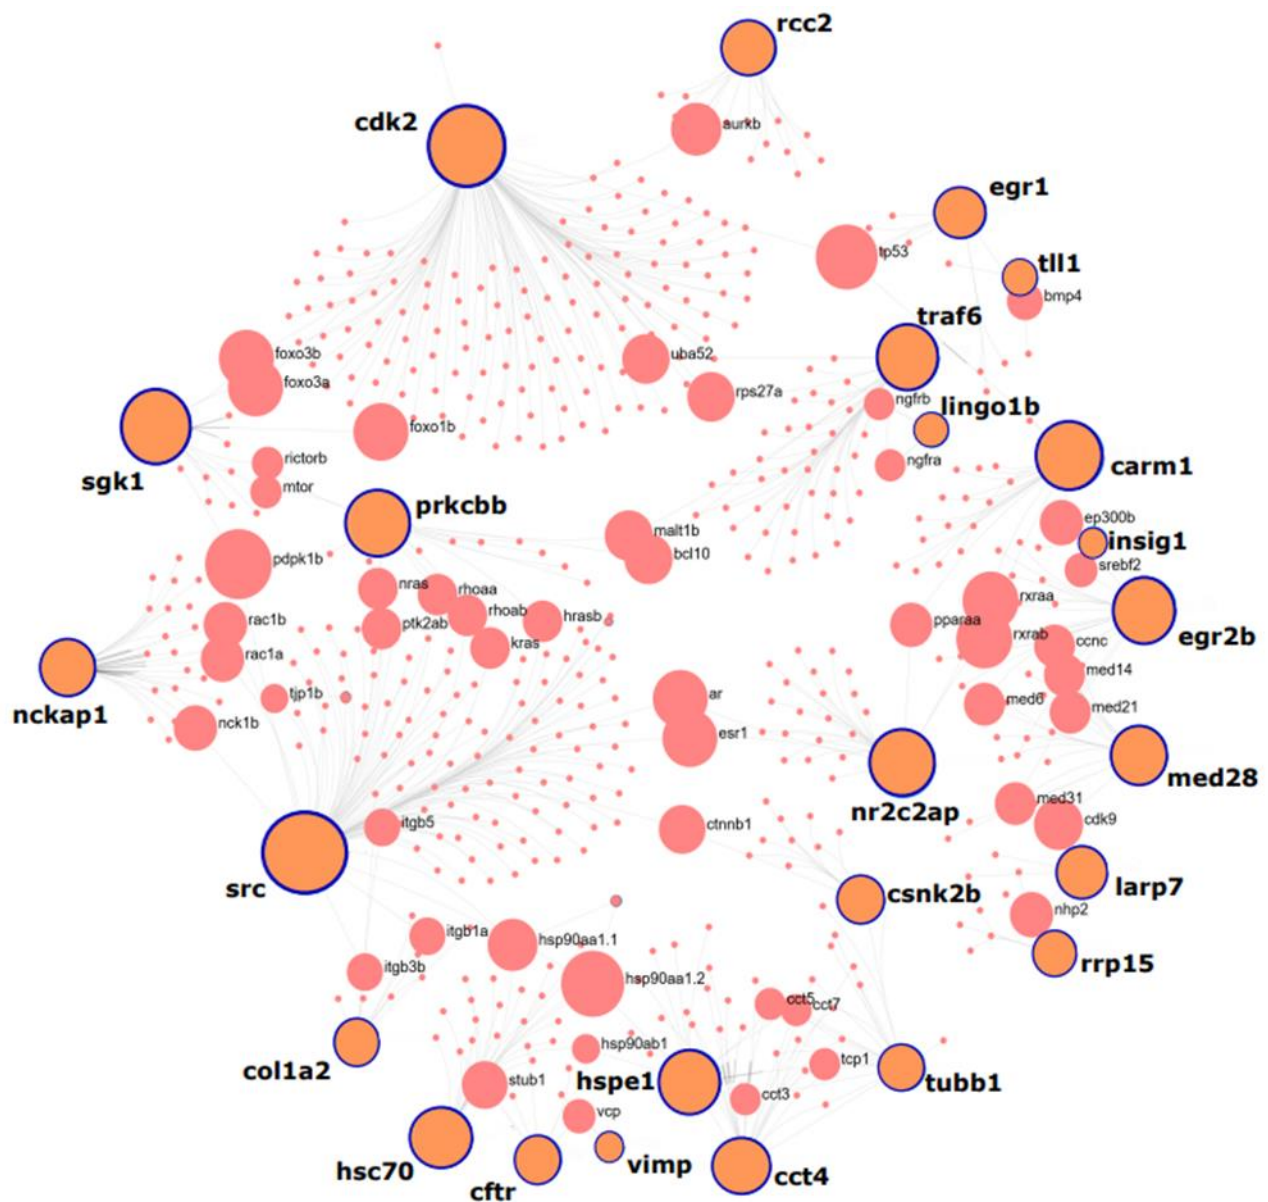 rcc2
cdk2
aurkb
egr1
tp53
tll1
bmp4
traf6
foxo3b
uba52
foxo3a
rps27a
ngfrb
lingo1b
foxo1b
rictorb
ngfra
carm1
sgk1
mtor
prkcbb
ep300b
malt1b
insig1
bcl10
pdpk1b
srebf2
nras
rhoaa
rxraa
rhoab
hrasb
rac1b
ptk2ab
pparaa
rxrab
egr2b
kras
ccnc
rac1a
med14
tjp1b
ar
med6
med21
nckap1
nck1b
esr1
med28
med31
nr2c2ap
itgb5
ctnnb1
cdk9
src
csnk2b
larp7
nhp2
itgb1a
hsp90aa1.1
rrp15
itgb3b
hsp90aa1.2
cct5
cct7
hsp90ab1
tcp1
col1a2
stub1
hspe1
tubb1
cct3
vcp
hsc70
vimp
cct4
cftr